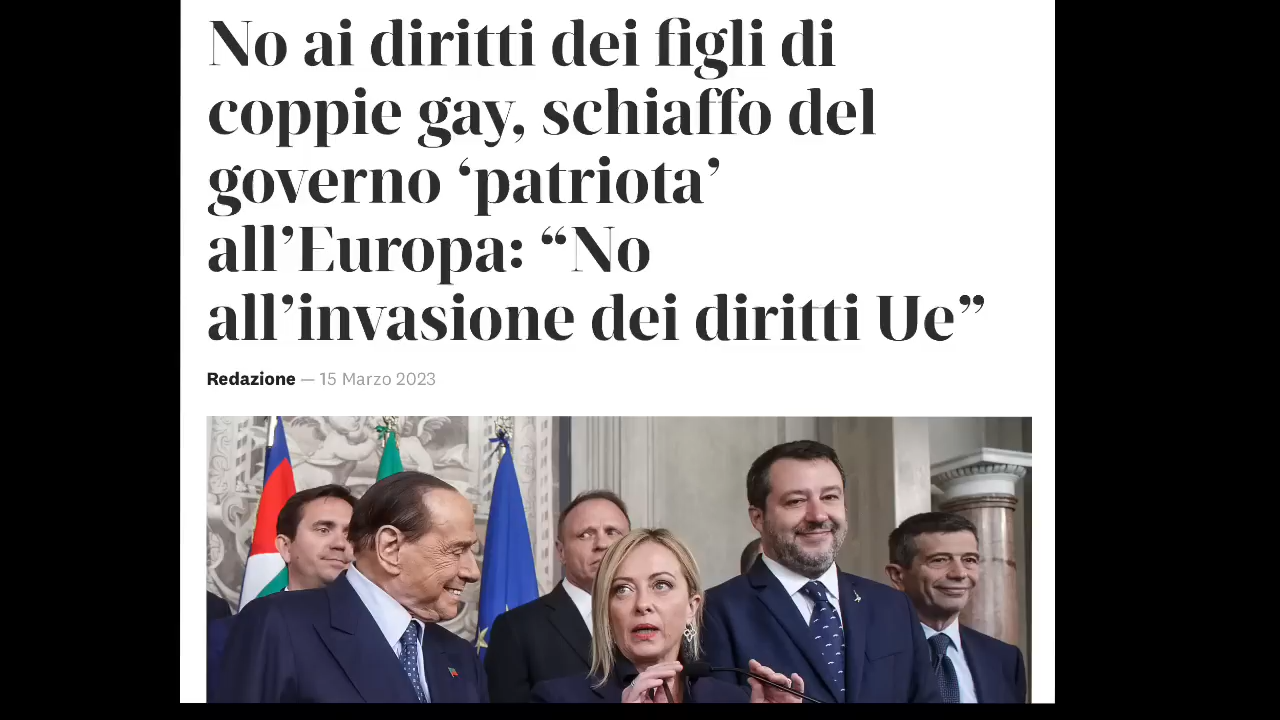 No ai diritti dei figli di
coppie gay, schiaffo del
governo ‘patriota’
all’Europa: “No
all’invasione dei diritti Ue”
Redazione — 15 Marzo 2023